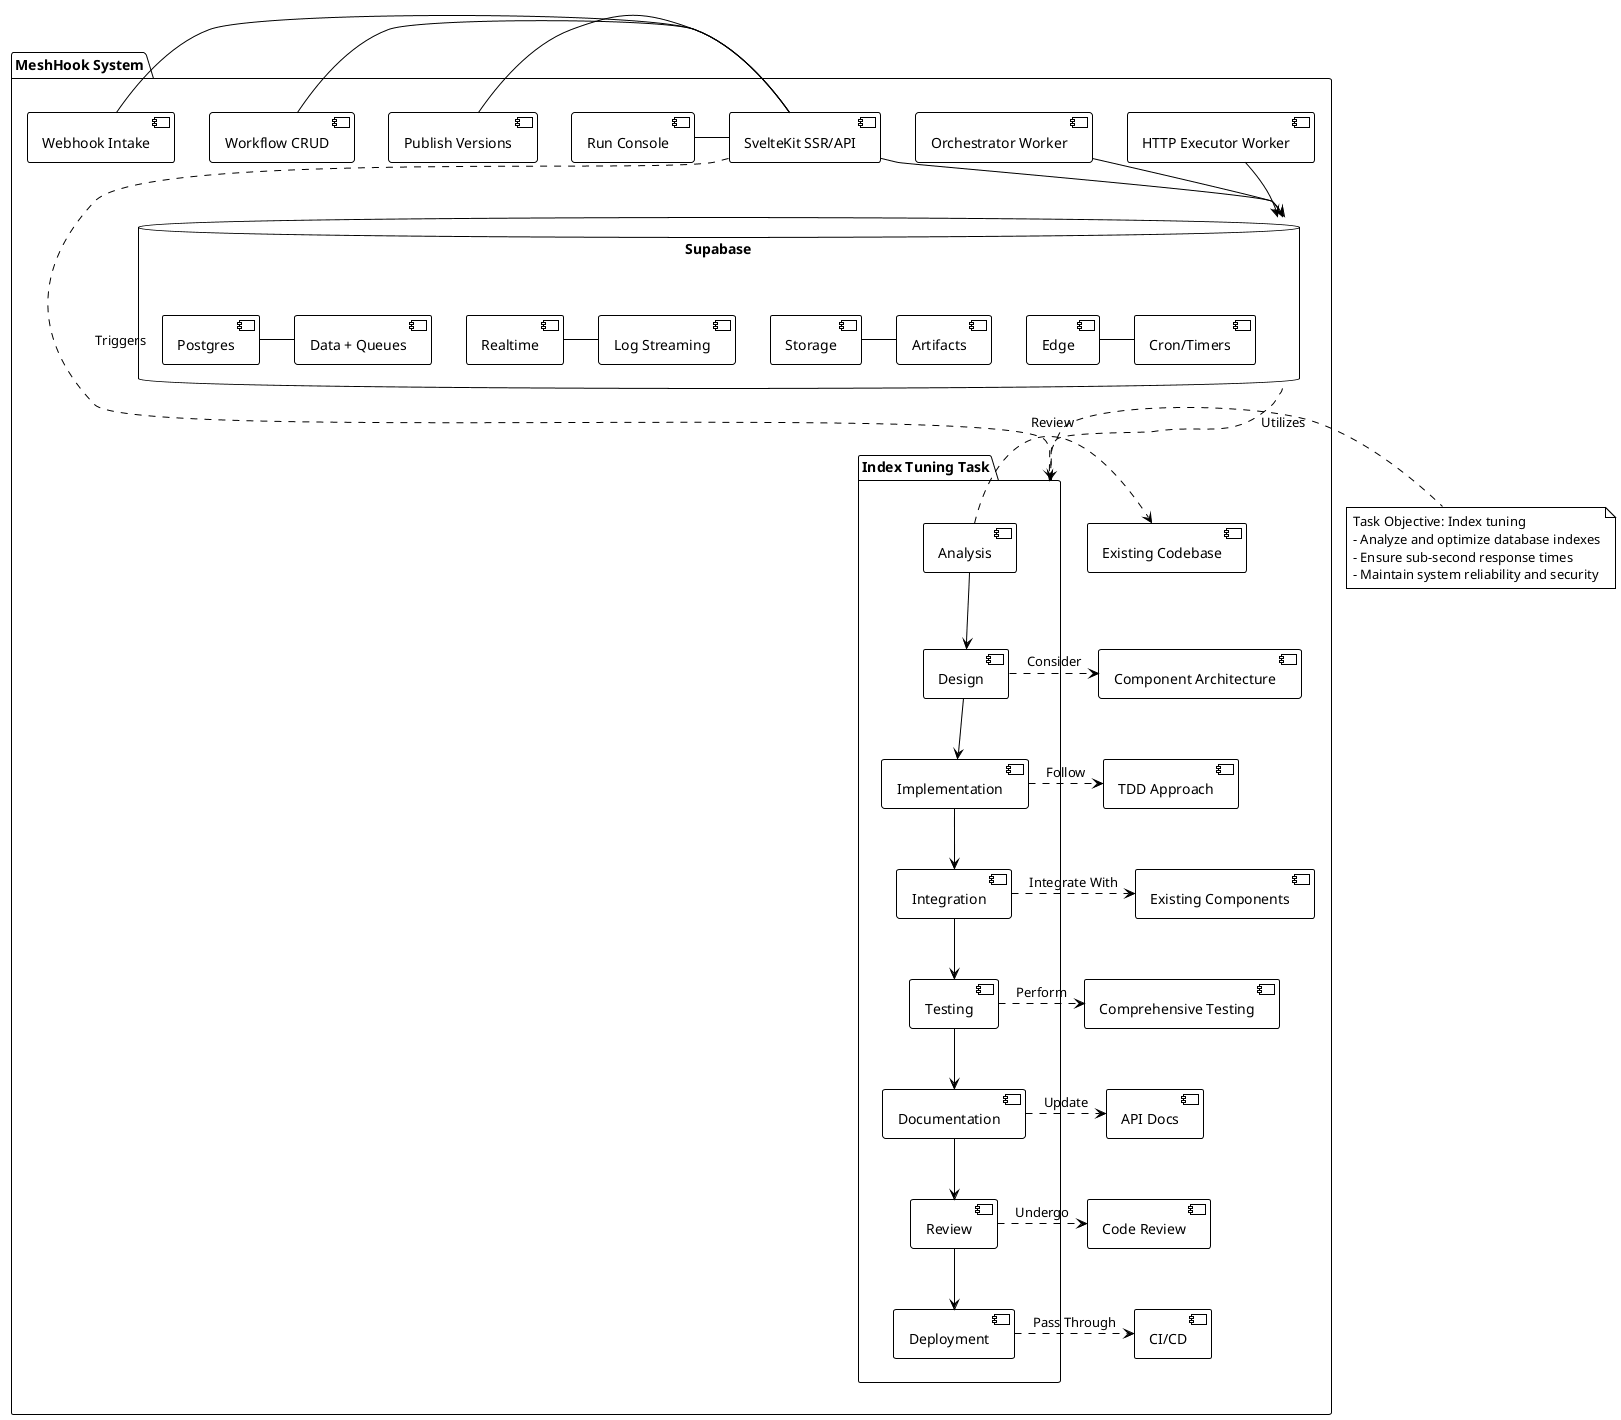 MeshHook System
Webhook Intake
Workflow CRUD
Publish Versions
Run Console
SvelteKit SSR/API
Orchestrator Worker
HTTP Executor Worker
Supabase
Triggers
Postgres
Data + Queues
Realtime
Log Streaming
Storage
Artifacts
Edge
Cron/Timers
Review
Utilizes
Index Tuning Task
Task Objective: Index tuning
- Analyze and optimize database indexes
- Ensure sub-second response times
- Maintain system reliability and security
Analysis
Existing Codebase
Design
Consider
Component Architecture
Implementation
Follow
TDD Approach
Integration
Integrate With
Existing Components
Testing
Perform
Comprehensive Testing
Documentation
Update
API Docs
Review
Undergo
Code Review
Deployment
Pass Through
CI/CD